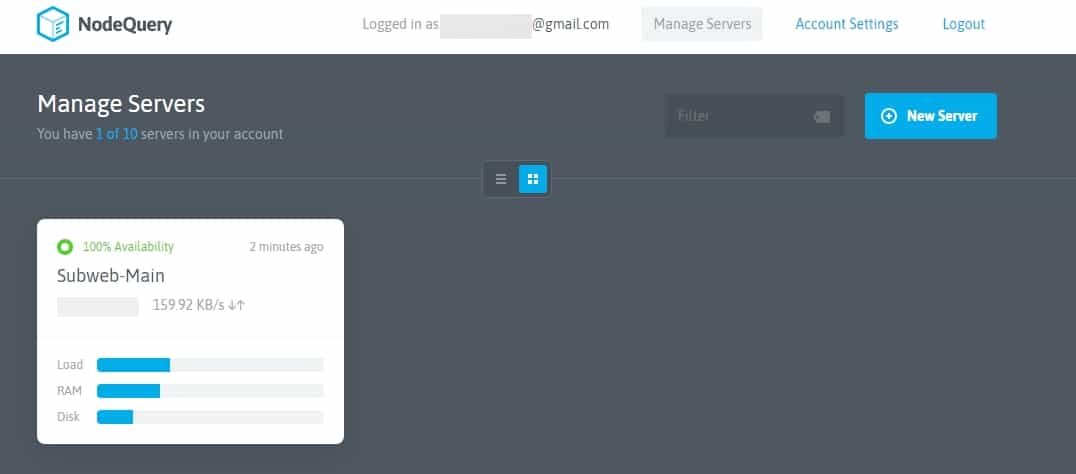 NodeQuery
Logged in as @gmail.com
Manage Servers
Account Settings
Logout
Manage Servers
You have 1 of 10 servers in your account
Filter
New Server
100% Availability
2 minutes ago
Subweb-Main
159.92 KB/s ↓↑
Load
RAM
Disk